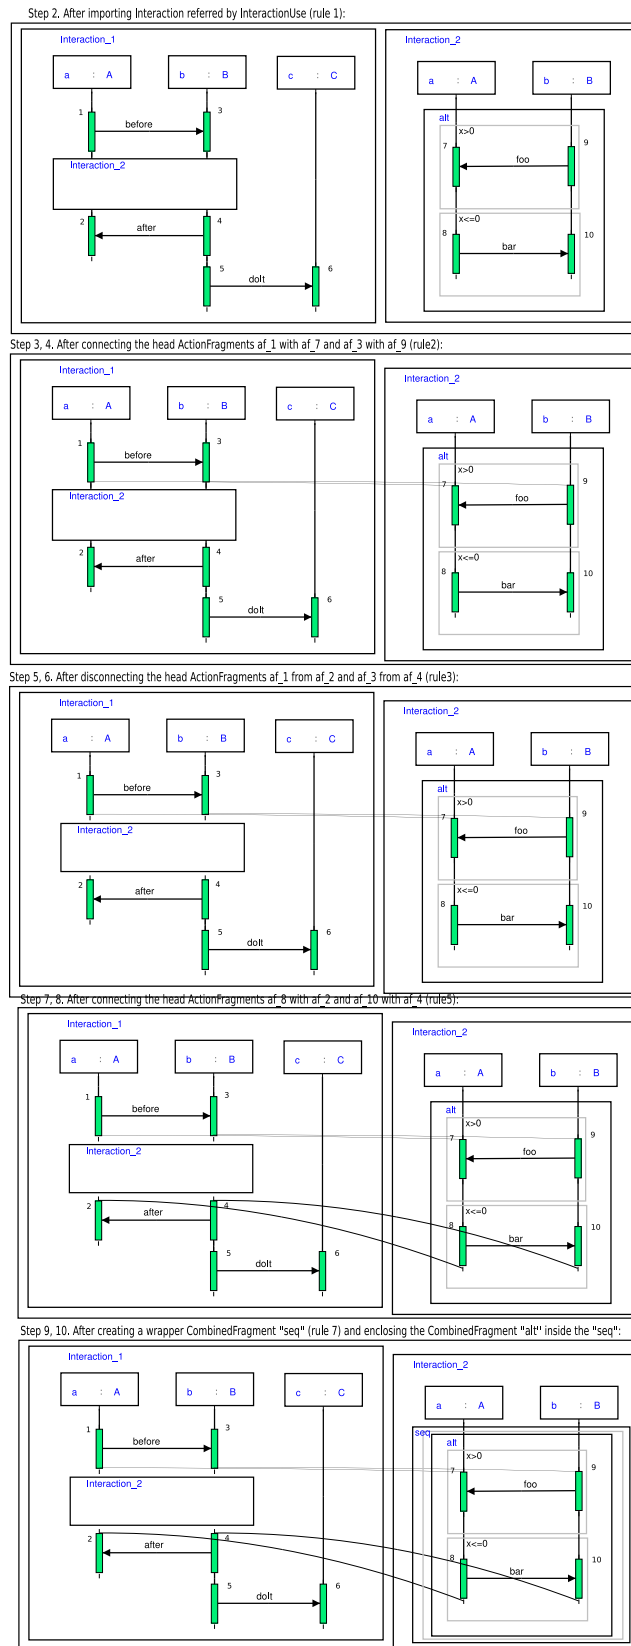 Step 2. After importing Interaction referred by InteractionUse (rule 1):
Interaction_1
Interaction_2
a : A
b : B
c : C
a : A
b : B
alt
x>0
1
3
before
7
9
foo
Interaction_2
x<=0
2
4
after
8
10
bar
5
6
doIt
Step 3, 4. After connecting the head ActionFragments af_1 with af_7 and af_3 with af_9 (rule2):
Interaction_1
Interaction_2
a : A
b : B
c : C
a : A
b : B
alt
x>0
1
3
before
7
9
foo
Interaction_2
x<=0
2
4
after
8
10
bar
5
6
doIt
Step 5, 6. After disconnecting the head ActionFragments af_1 from af_2 and af_3 from af_4 (rule3):
Interaction_1
Interaction_2
a : A
b : B
c : C
a : A
b : B
alt
x>0
1
3
before
7
9
foo
Interaction_2
x<=0
2
4
after
8
10
bar
5
6
doIt
Step 7, 8. After connecting the head ActionFragments af_8 with af_2 and af_10 with af_4 (rule5):
Interaction_1
Interaction_2
a : A
b : B
c : C
a : A
b : B
alt
x>0
1
3
before
7
9
foo
Interaction_2
x<=0
2
4
after
8
10
bar
5
6
doIt
Step 9, 10. After creating a wrapper CombinedFragment "seq" (rule 7) and enclosing the CombinedFragment "alt" inside the "seq":
Interaction_1
Interaction_2
a : A
b : B
c : C
a : A
b : B
seq
alt
x>0
1
3
before
7
9
foo
Interaction_2
x<=0
2
4
after
8
10
bar
5
6
doIt